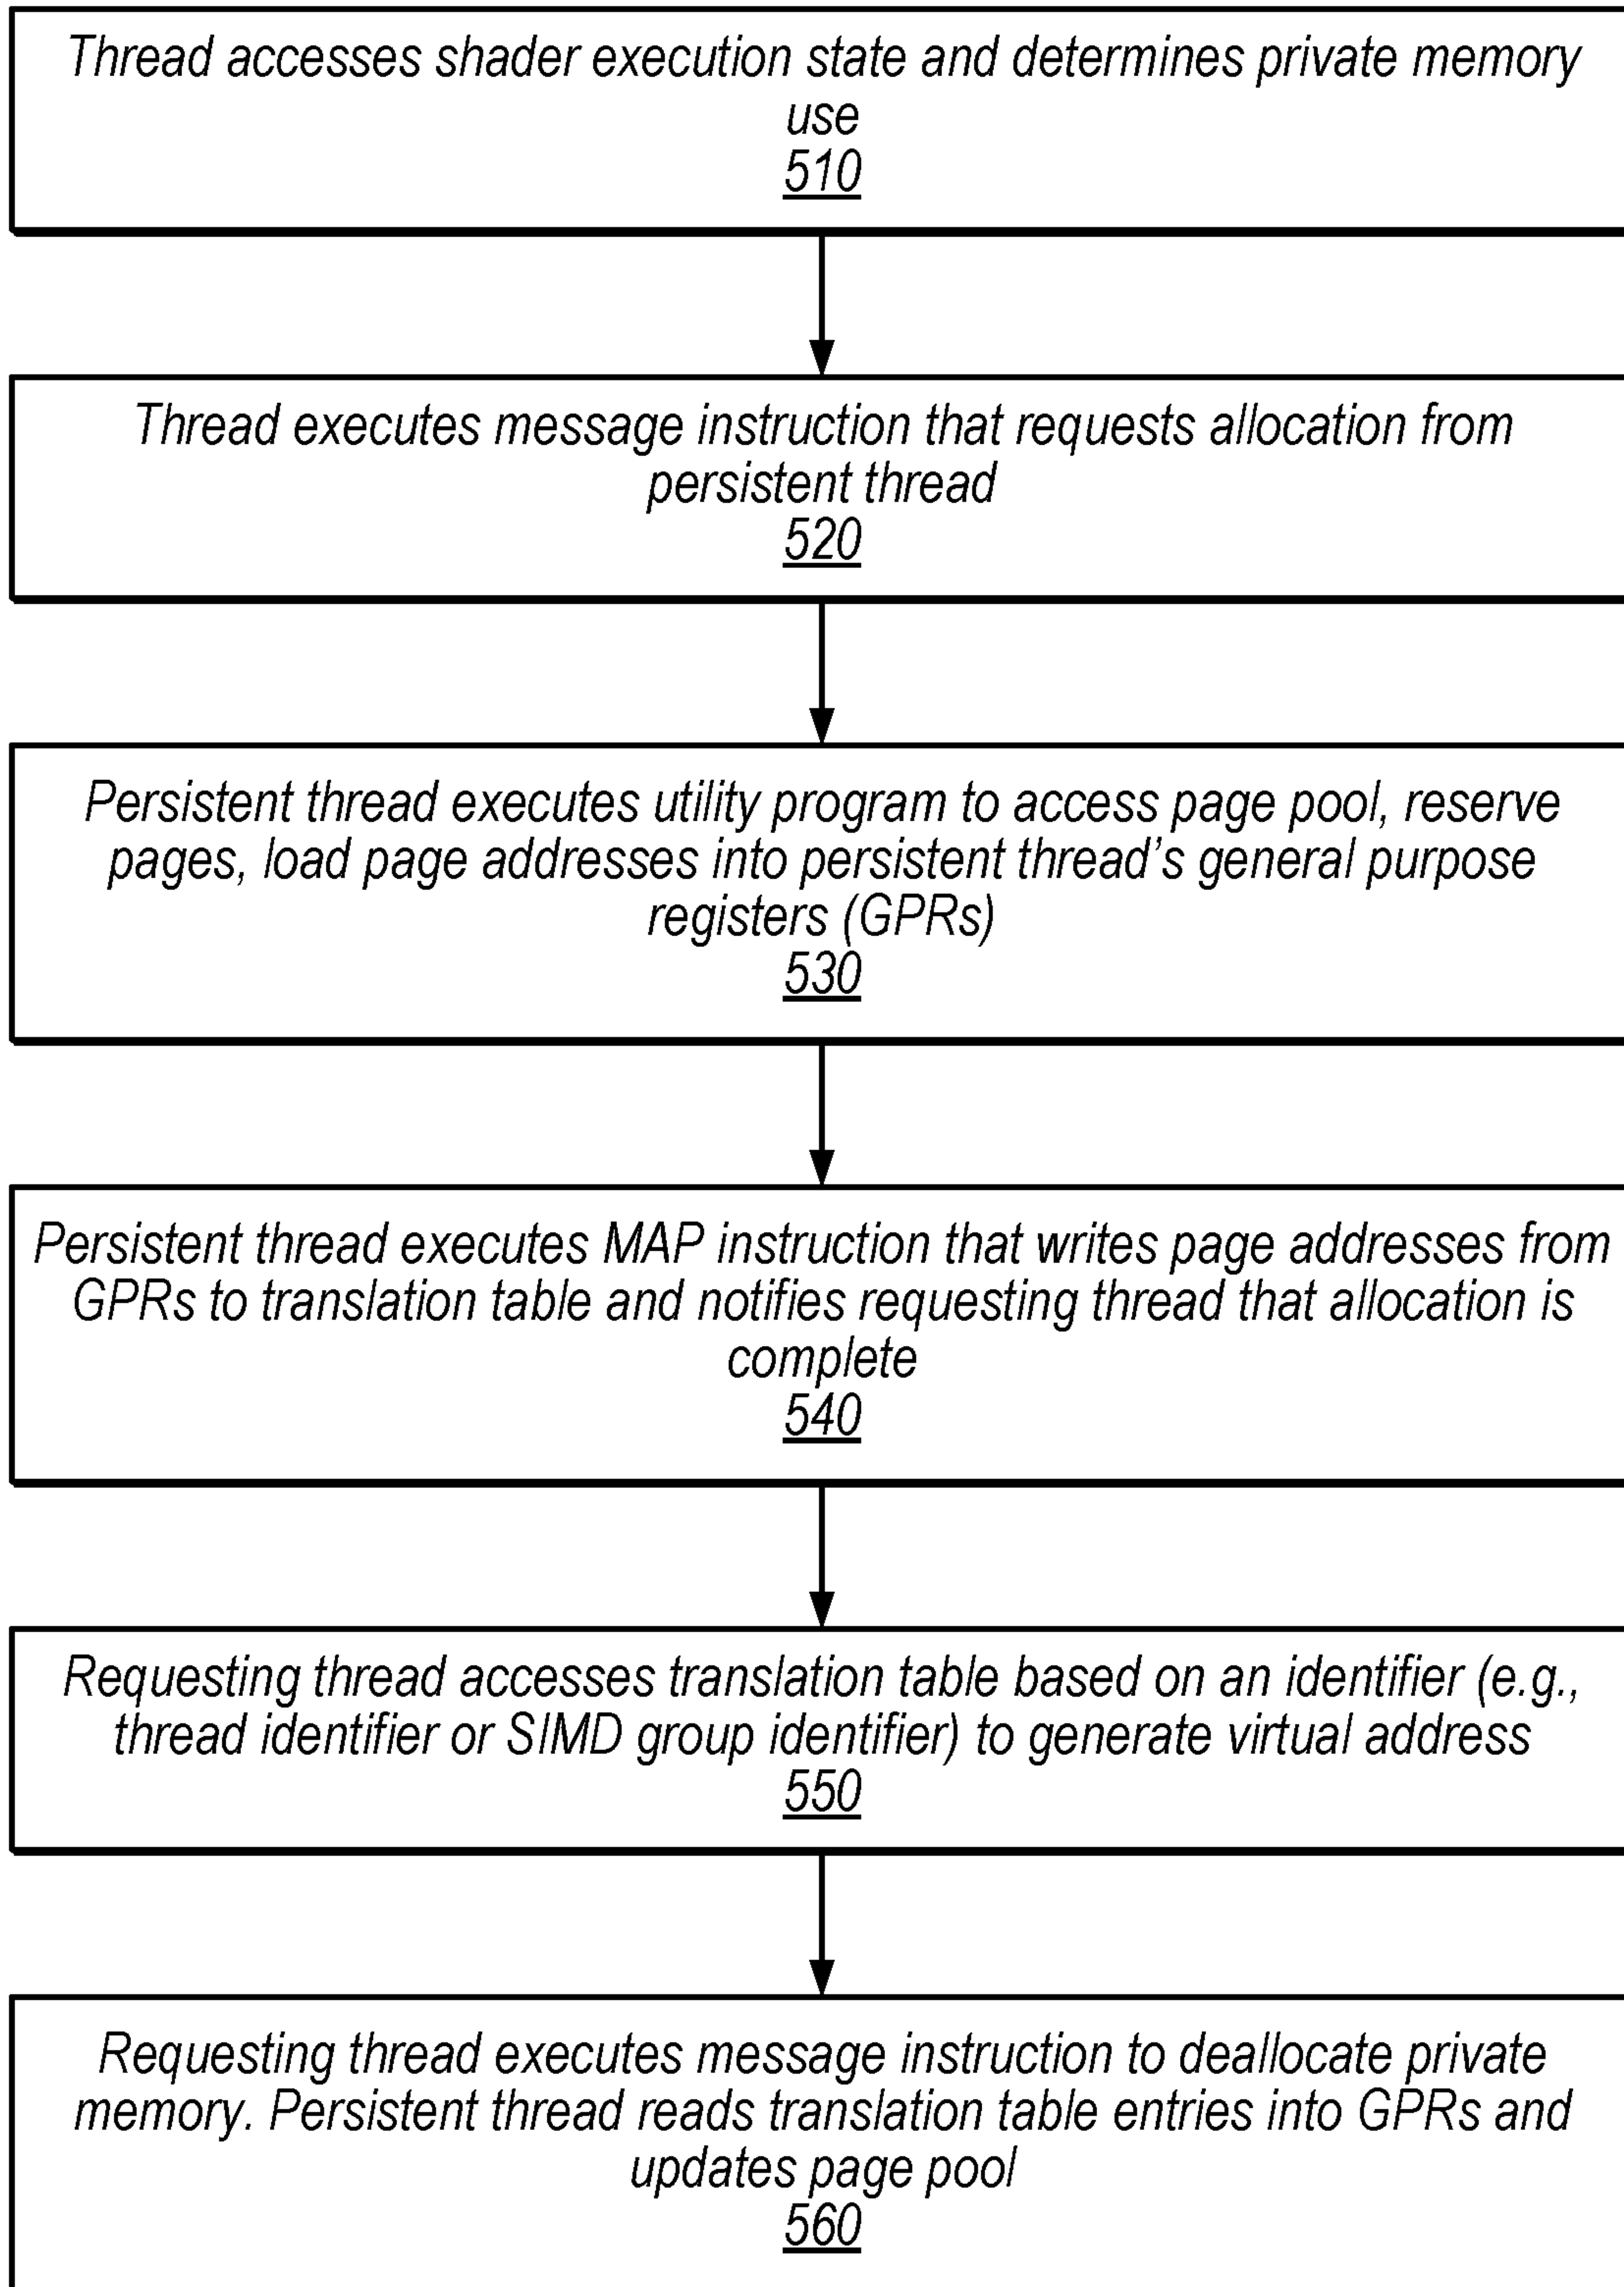 Thread accesses shader execution state and determines private memory
use
510
Thread executes message instruction that requests allocation from
persistent thread
520
Persistent thread executes utility program to access page pool, reserve
pages, load page addresses into persistent thread's general purpose
registers (GPRs)
530
Persistent thread executes MAP instruction that writes page addresses from
GPRs to translation table and notifies requesting thread that allocation is
complete
540
Requesting thread accesses translation table based on an identifier (e.g.,
thread identifier or SIMD group identifier) to generate virtual address
550
Requesting thread executes message instruction to deallocate private
memory. Persistent thread reads translation table entries into GPRs and
updates page pool
560